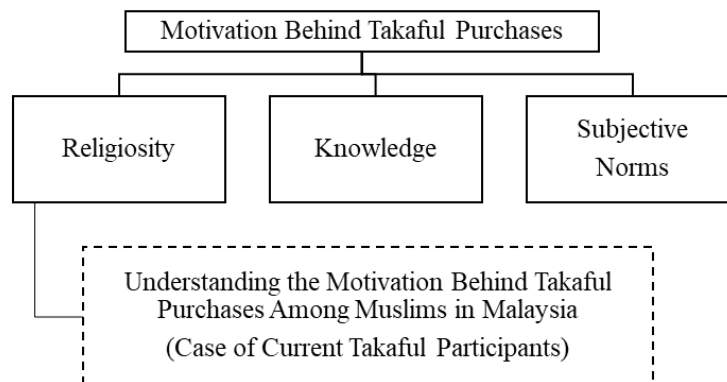 Motivation Behind Takaful Purchases
Religiosity
Knowledge
Subjective
Norms
Understanding the Motivation Behind Takaful
Purchases Among Muslims in Malaysia
(Case of Current Takaful Participants)